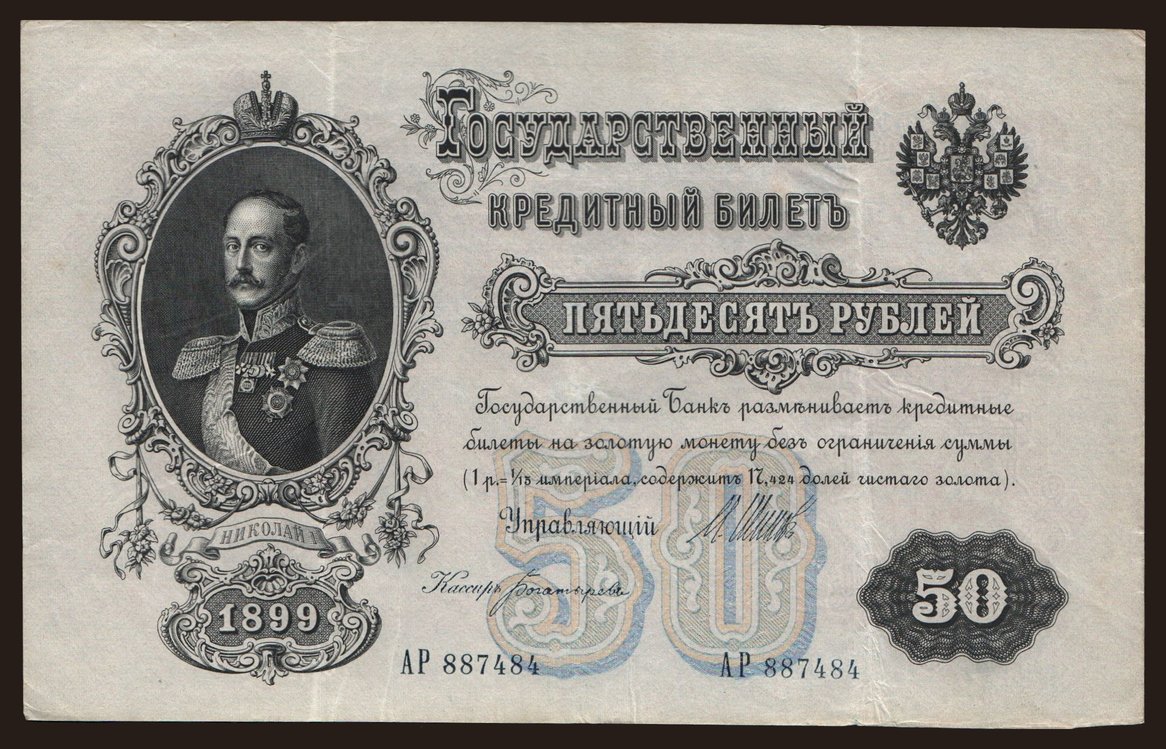 Государственный
кредитный билетъ
пятьдесятъ рублей
Государственный Банкъ размѣниваетъ кредитные
билеты на золотую монету безъ ограниченія суммы
(1 р.=1/15 имперіала, содержитъ 17,424 долей чистаго золота).
Управляющій
Кассиръ Богатыревъ
НИКОЛАЙ I
1899
50
50
АР 887484
АР 887484